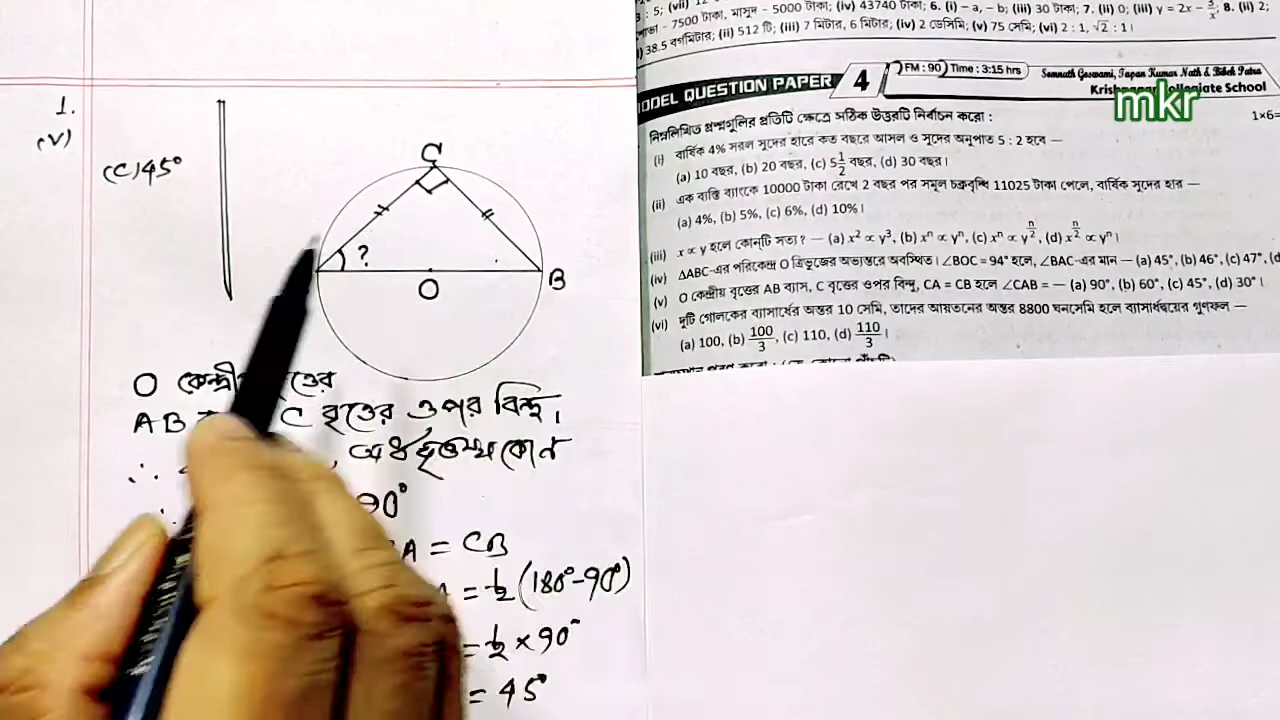 1.
(V)
(C) 45°
C
?
O
B
O কেন্দ্রীয়
AB C বৃত্তের ওপর বিন্দু।
∴ , অর্ধবৃত্তস্থ কোন
90°
A = CB
= ½ (180° - 90°)
= ½ × 90°
= 45°
3 : 5; (vii) 12 (iv) 43740 টাকা; 6. (i) – a, – b; (iii) 30 টাকা; 7. (ii) 0; (iii) y = 2x – 3/x; 8. (ii) 2;
- 7500 টাকা, মাসুদ - 5000 টাকা;
38.5 বর্গমিটার; (ii) 512 টি; (iii) 7 মিটার, 6 মিটার; (iv) 2 ডেসিমি; (v) 75 সেমি; (vi) 2 : 1, √2 : 1।
MODEL QUESTION PAPER 4 FM : 90 Time : 3:15 hrs Somnath Goswami, Tapan Kumar Nath & Bibek Patra
Krishnagar Collegiate School
mkr
নিম্নলিখিত প্রশ্নগুলির প্রতিটি ক্ষেত্রে সঠিক উত্তরটি নির্বাচন করো : 1×6=
(i) বার্ষিক 4% সরল সুদের হারে কত বছরে আসল ও সুদের অনুপাত 5 : 2 হবে —
(a) 10 বছর, (b) 20 বছর, (c) 5½ বছর, (d) 30 বছর।
(ii) এক ব্যক্তি ব্যাংকে 10000 টাকা রেখে 2 বছর পর সমূল চক্রবৃদ্ধি 11025 টাকা পেলে, বার্ষিক সুদের হার —
(a) 4%, (b) 5%, (c) 6%, (d) 10%।
(iii) x ∝ y হলে কোন্‌টি সত্য? — (a) x² ∝ y³, (b) xⁿ ∝ yⁿ, (c) xⁿ ∝ y^(n/2), (d) x^(n/2) ∝ yⁿ।
(iv) ΔABC-এর পরিকেন্দ্র O ত্রিভুজের অভ্যন্তরে অবস্থিত। ∠BOC = 94° হলে, ∠BAC-এর মান — (a) 45°, (b) 46°, (c) 47°, (d
(v) O কেন্দ্রীয় বৃত্তের AB ব্যাস, C বৃত্তের ওপর বিন্দু, CA = CB হলে ∠CAB = — (a) 90°, (b) 60°, (c) 45°, (d) 30°।
(vi) দুটি গোলকের ব্যাসার্ধের অন্তর 10 সেমি, তাদের আয়তনের অন্তর 8800 ঘনসেমি হলে ব্যাসার্ধদ্বয়ের গুণফল —
(a) 100, (b) 100/3, (c) 110, (d) 110/3।